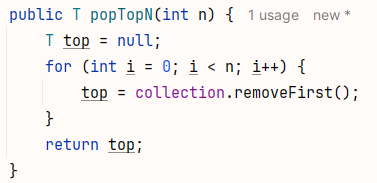 public T popTopN(int n) { 1 usage new *
    T top = null;
    for (int i = 0; i < n; i++) {
        top = collection.removeFirst();
    }
    return top;
}